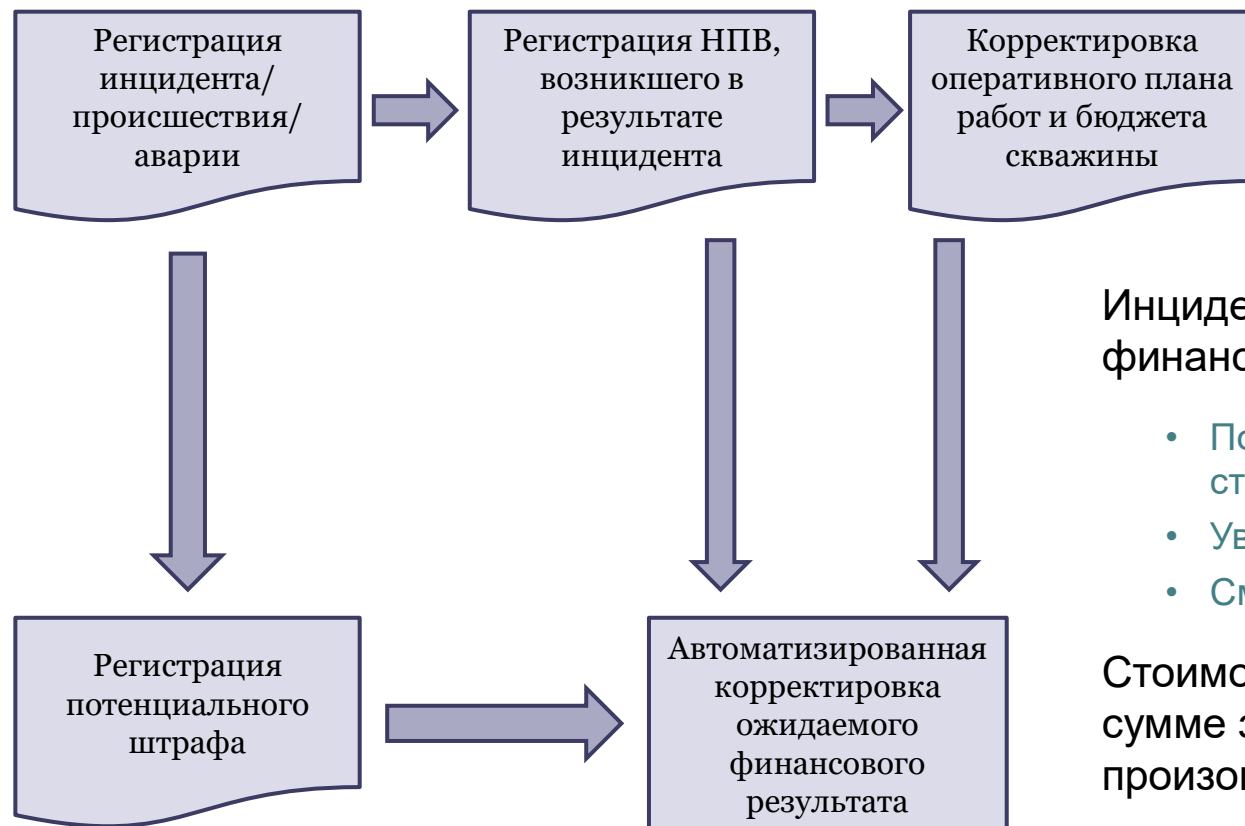 Регистрация
инцидента/
происшествия/
аварии
Регистрация НПВ,
возникшего в
результате
инцидента
Корректировка
оперативного плана
работ и бюджета
скважины
Регистрация
потенциального
штрафа
Автоматизированная
корректировка
ожидаемого
финансового
результата
сумме